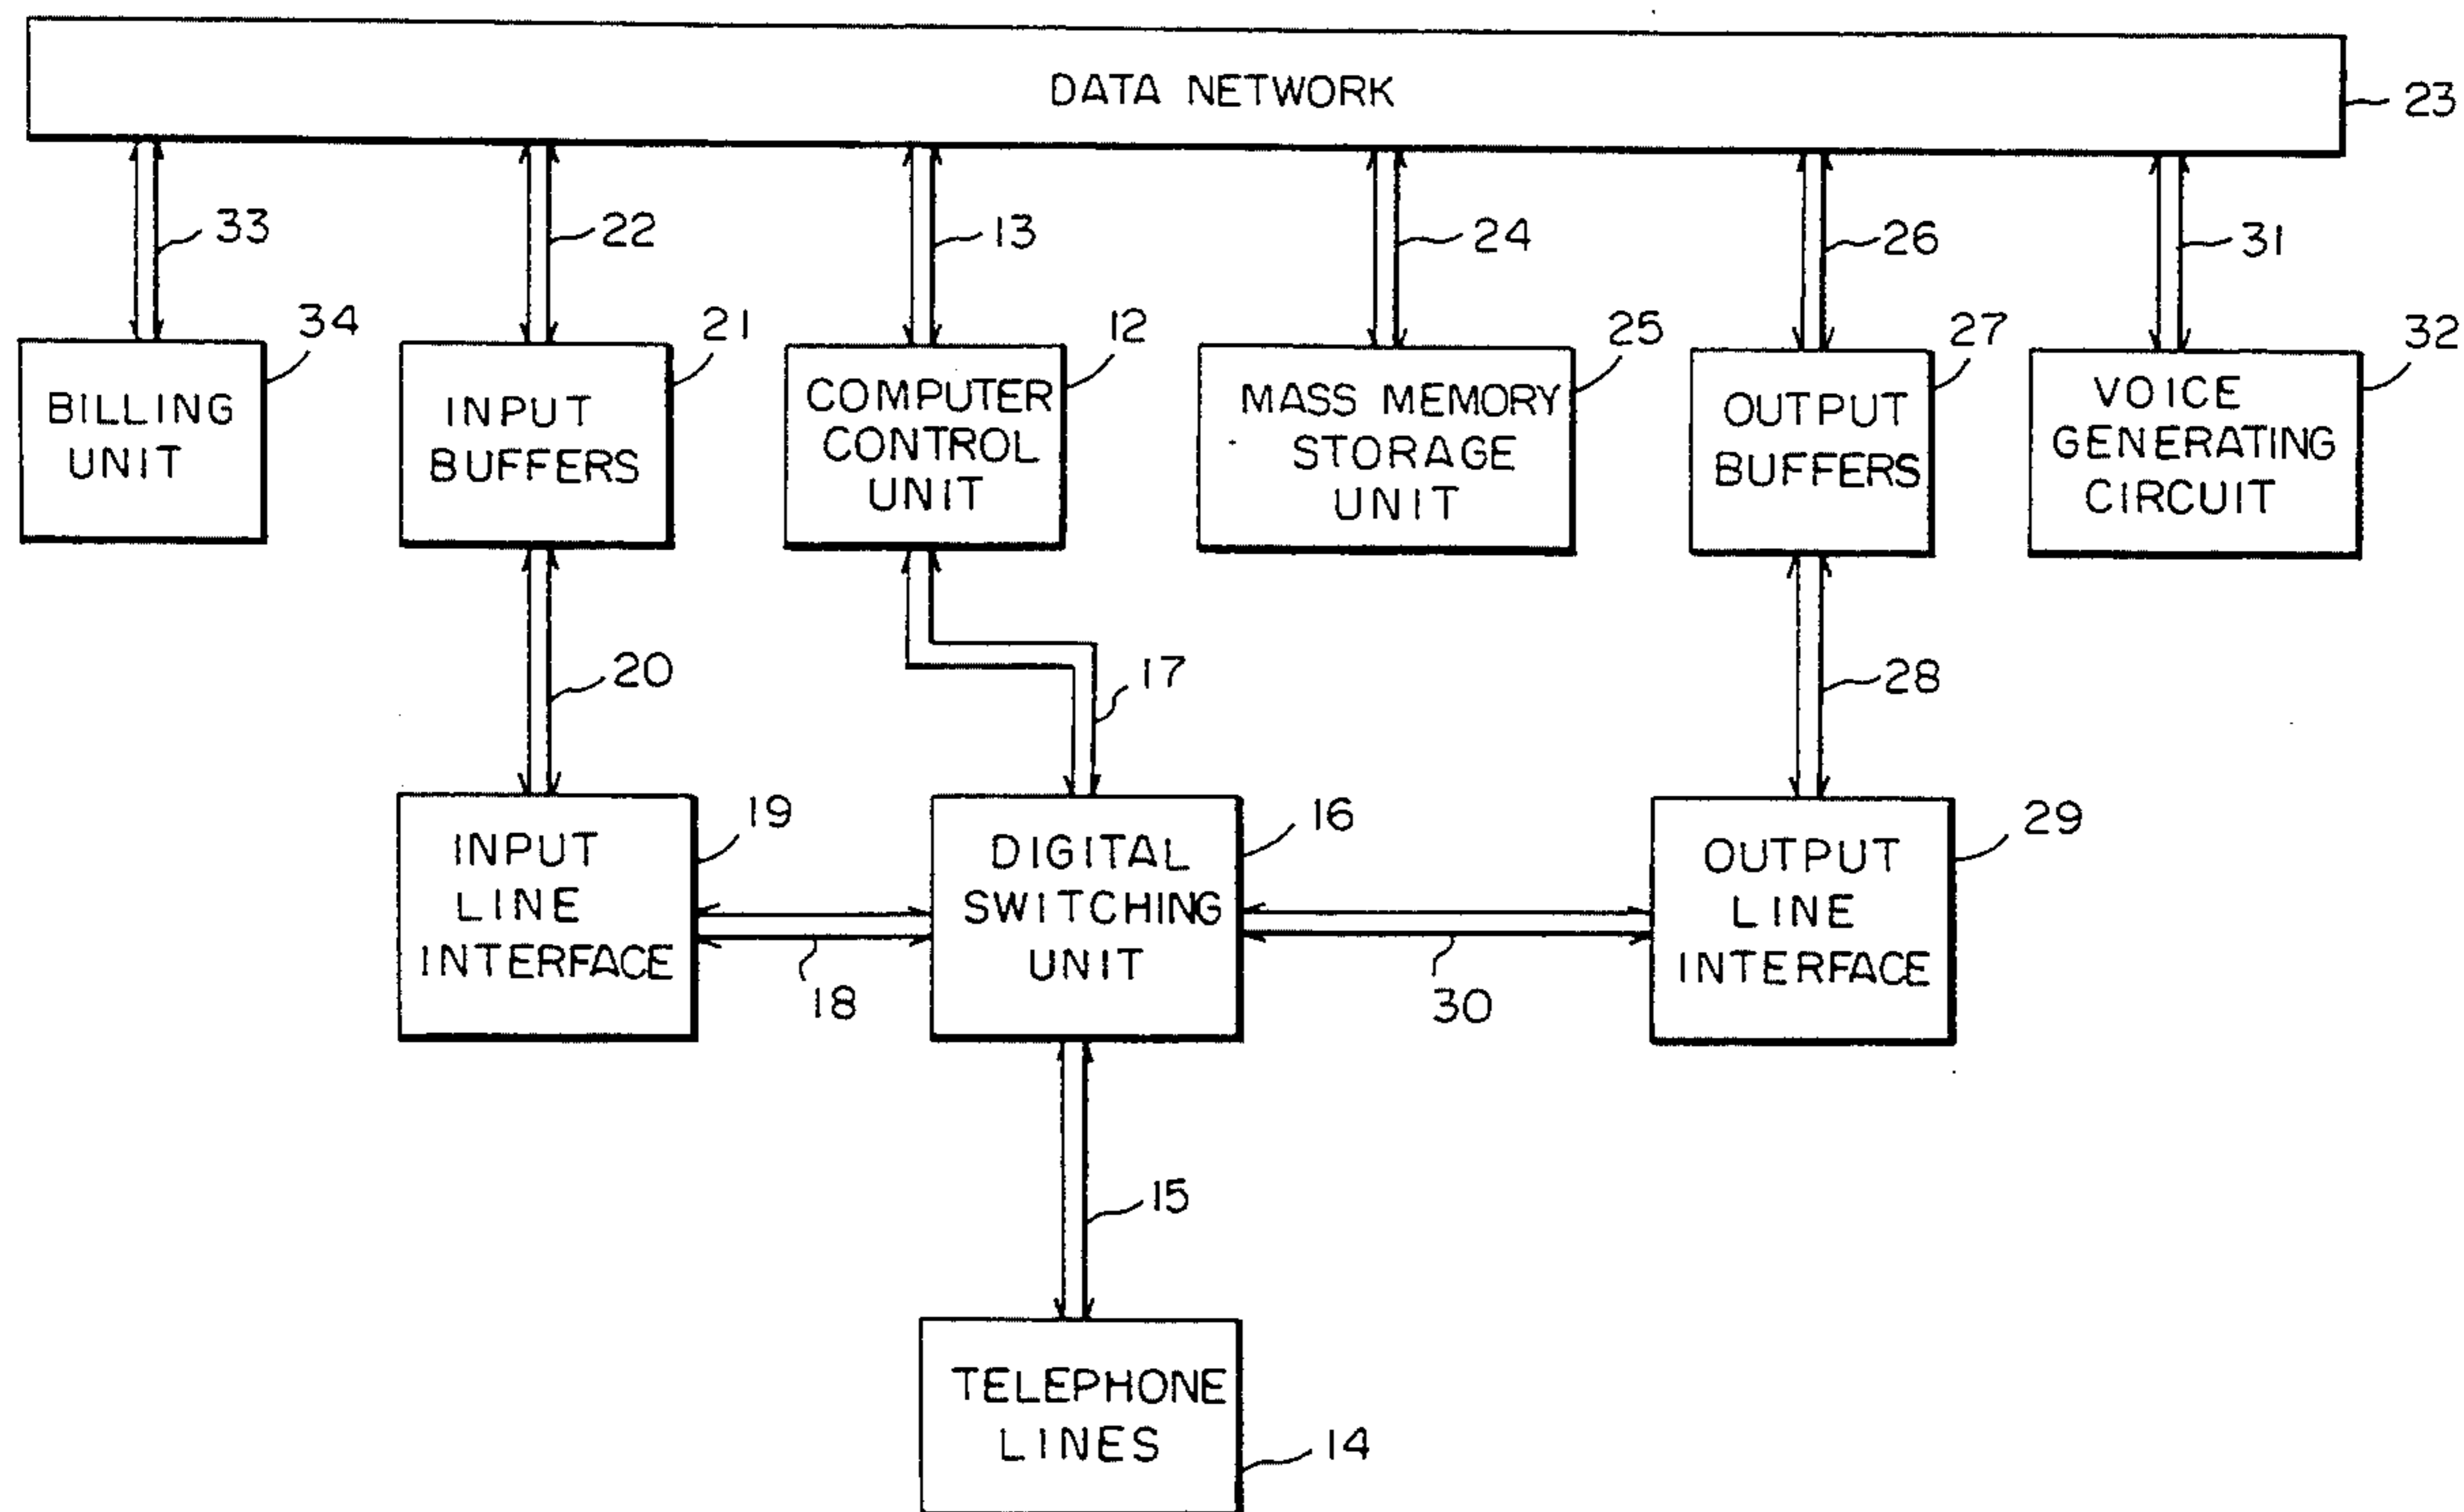 DATA NETWORK
23
33
22
13
24
26
31
34
21
12
25
27
32
BILLING
UNIT
INPUT
BUFFERS
COMPUTER
CONTROL
UNIT
MASS MEMORY
STORAGE
UNIT
OUTPUT
BUFFERS
VOICE
GENERATING
CIRCUIT
20
17
28
19
16
29
INPUT
LINE
INTERFACE
DIGITAL
SWITCHING
UNIT
OUTPUT
LINE
INTERFACE
18
30
15
TELEPHONE
LINES
14